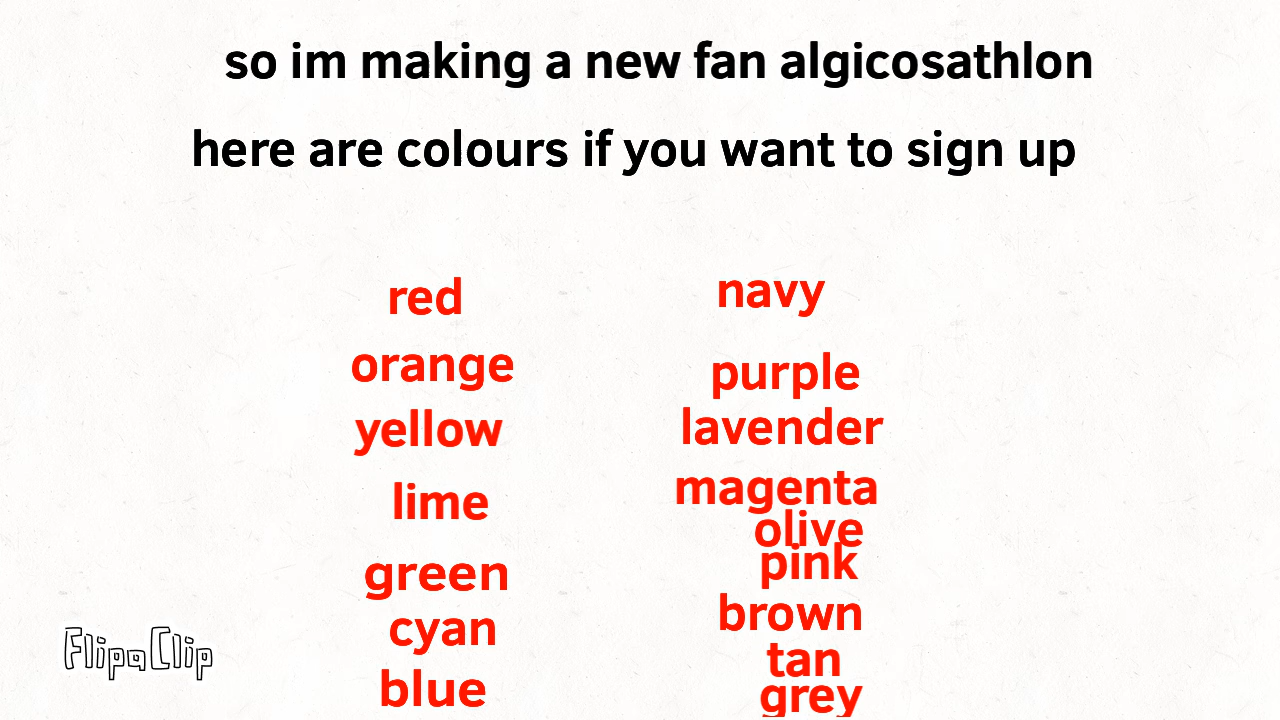 so im making a new fan algicosathlon
here are colours if you want to sign up
red
orange
yellow
lime
green
cyan
blue
navy
purple
lavender
magenta
olive
pink
brown
tan
grey
FlipaClip